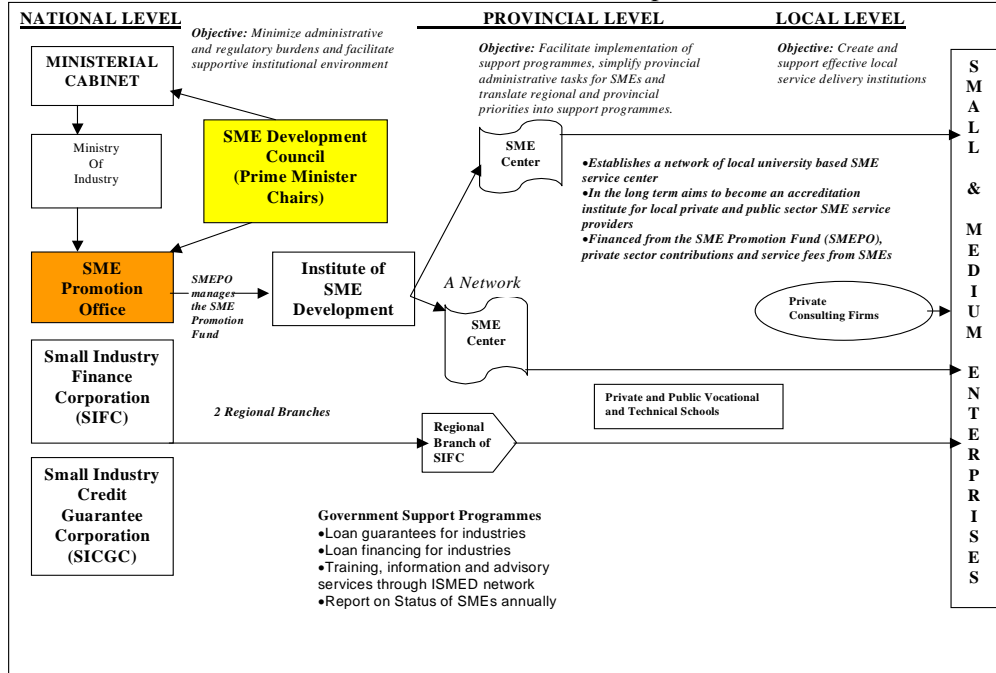 NATIONAL LEVEL
PROVINCIAL LEVEL
LOCAL LEVEL
Objective: Minimize administrative
and regulatory burdens and facilitate
supportive institutional environment
Objective: Facilitate implementation of
support programmes, simplify provincial
administrative tasks for SMEs and
translate regional and provincial
priorities into support programmes.
Objective: Create and
support effective local
service delivery institutions
MINISTERIAL
CABINET
Ministry
Of
Industry
SME Development
Council
(Prime Minister
Chairs)
SME
Promotion
Office
SMEPO
manages
the SME
Promotion
Fund
Institute of
SME
Development
SME
Center
•Establishes a network of local university based SME
service center
•In the long term aims to become an accreditation
institute for local private and public sector SME service
providers
•Financed from the SME Promotion Fund (SMEPO),
private sector contributions and service fees from SMEs
A Network
SME
Center
Private
Consulting Firms
Small Industry
Finance
Corporation
(SIFC)
2 Regional Branches
Regional
Branch of
SIFC
Private and Public Vocational
and Technical Schools
Small Industry
Credit
Guarantee
Corporation
(SICGC)
Government Support Programmes
•Loan guarantees for industries
•Loan financing for industries
•Training, information and advisory
services through ISMED network
•Report on Status of SMEs annually
S
M
A
L
L
&
M
E
D
I
U
M
E
N
T
E
R
P
R
I
S
E
S